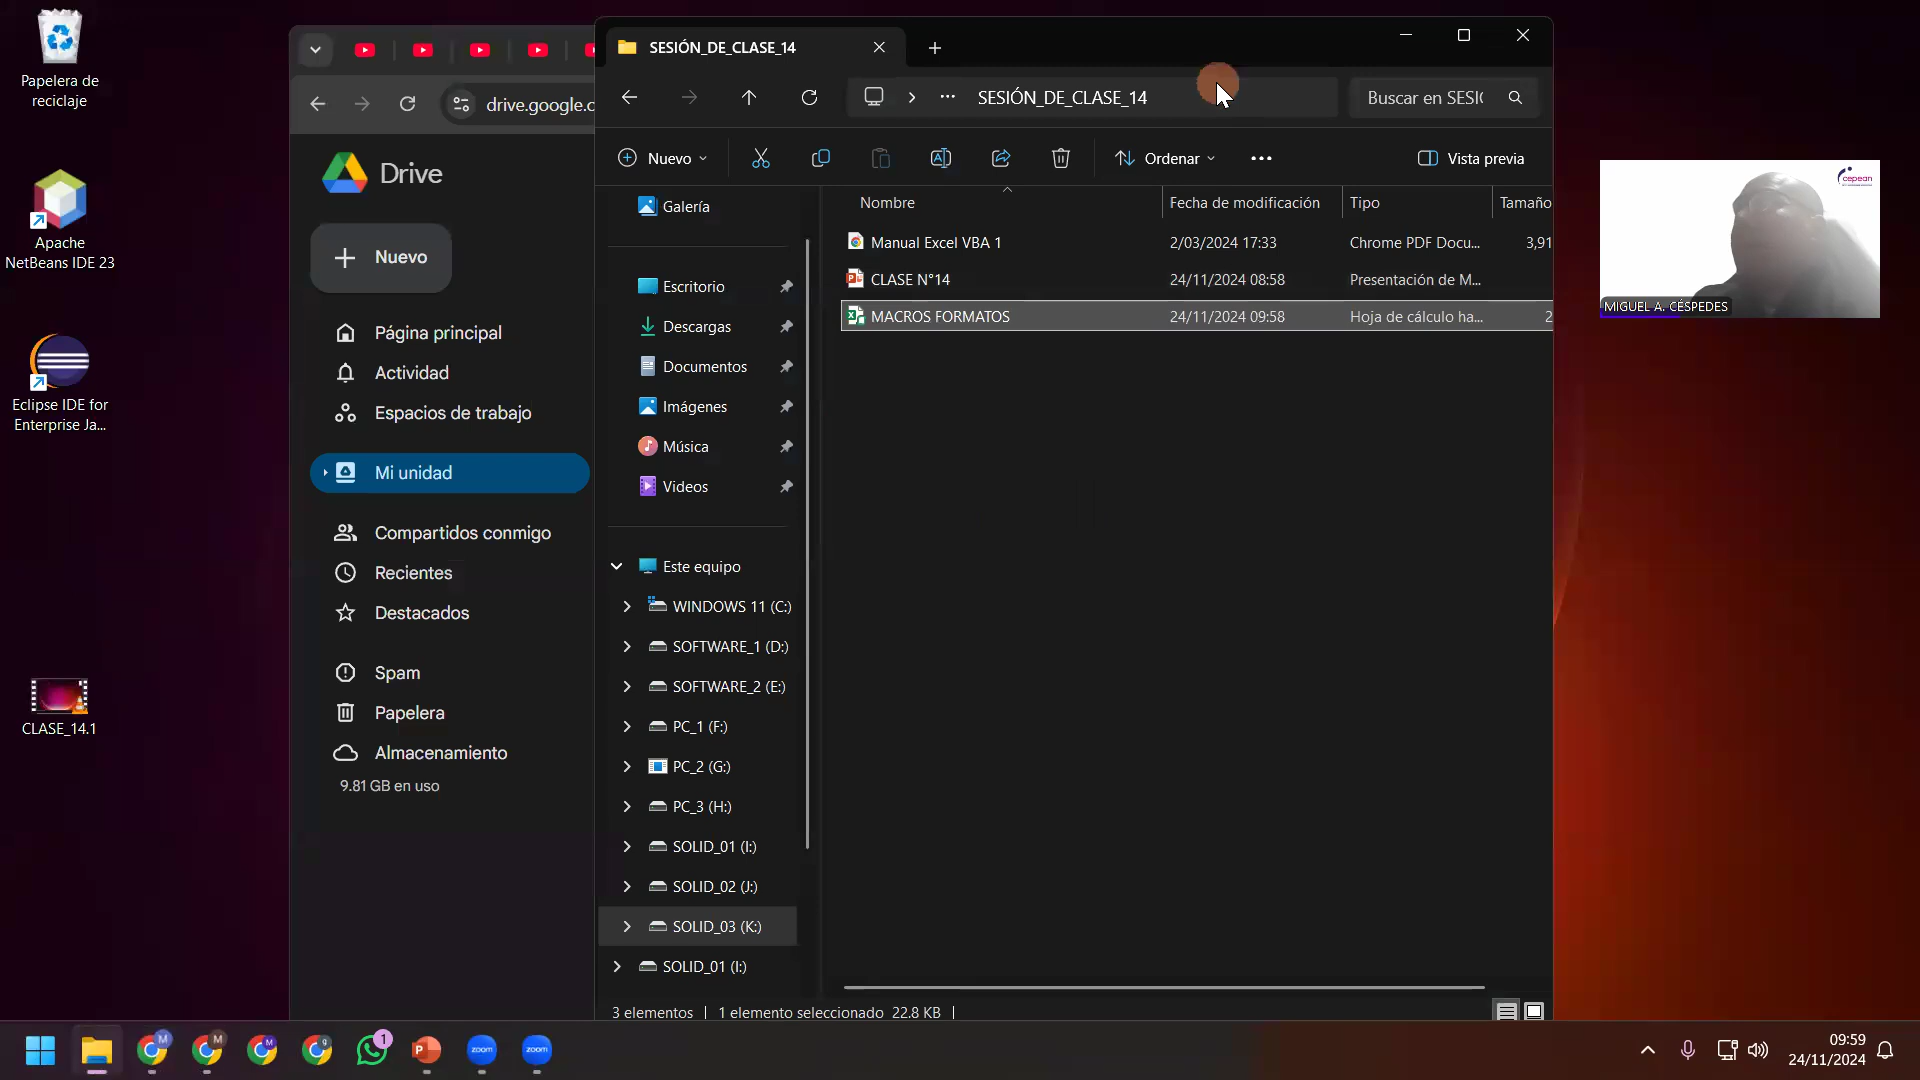 Papelera de
reciclaje
Apache
NetBeans IDE 23
Eclipse IDE for
Enterprise Ja...
CLASE_14.1
drive.google.c
Drive
Nuevo
Página principal
Actividad
Espacios de trabajo
Mi unidad
Compartidos conmigo
Recientes
Destacados
Spam
Papelera
Almacenamiento
9.81 GB en uso
SESIÓN_DE_CLASE_14
SESIÓN_DE_CLASE_14
Buscar en SESI
Nuevo
Ordenar
Vista previa
Galería
Escritorio
Descargas
Documentos
Imágenes
Música
Videos
Este equipo
WINDOWS 11 (C:)
SOFTWARE_1 (D:)
SOFTWARE_2 (E:)
PC_1 (F:)
PC_2 (G:)
PC_3 (H:)
SOLID_01 (I:)
SOLID_02 (J:)
SOLID_03 (K:)
SOLID_01 (I:)
Nombre Fecha de modificación Tipo Tamaño
Manual Excel VBA 1 2/03/2024 17:33 Chrome PDF Docu... 3,91
CLASE N°14 24/11/2024 08:58 Presentación de M...
MACROS FORMATOS 24/11/2024 09:58 Hoja de cálculo ha... 2
3 elementos | 1 elemento seleccionado 22.8 KB |
cepean
MIGUEL A. CÉSPEDES
M
M
M
g
1
zoom
zoom
09:59
24/11/2024